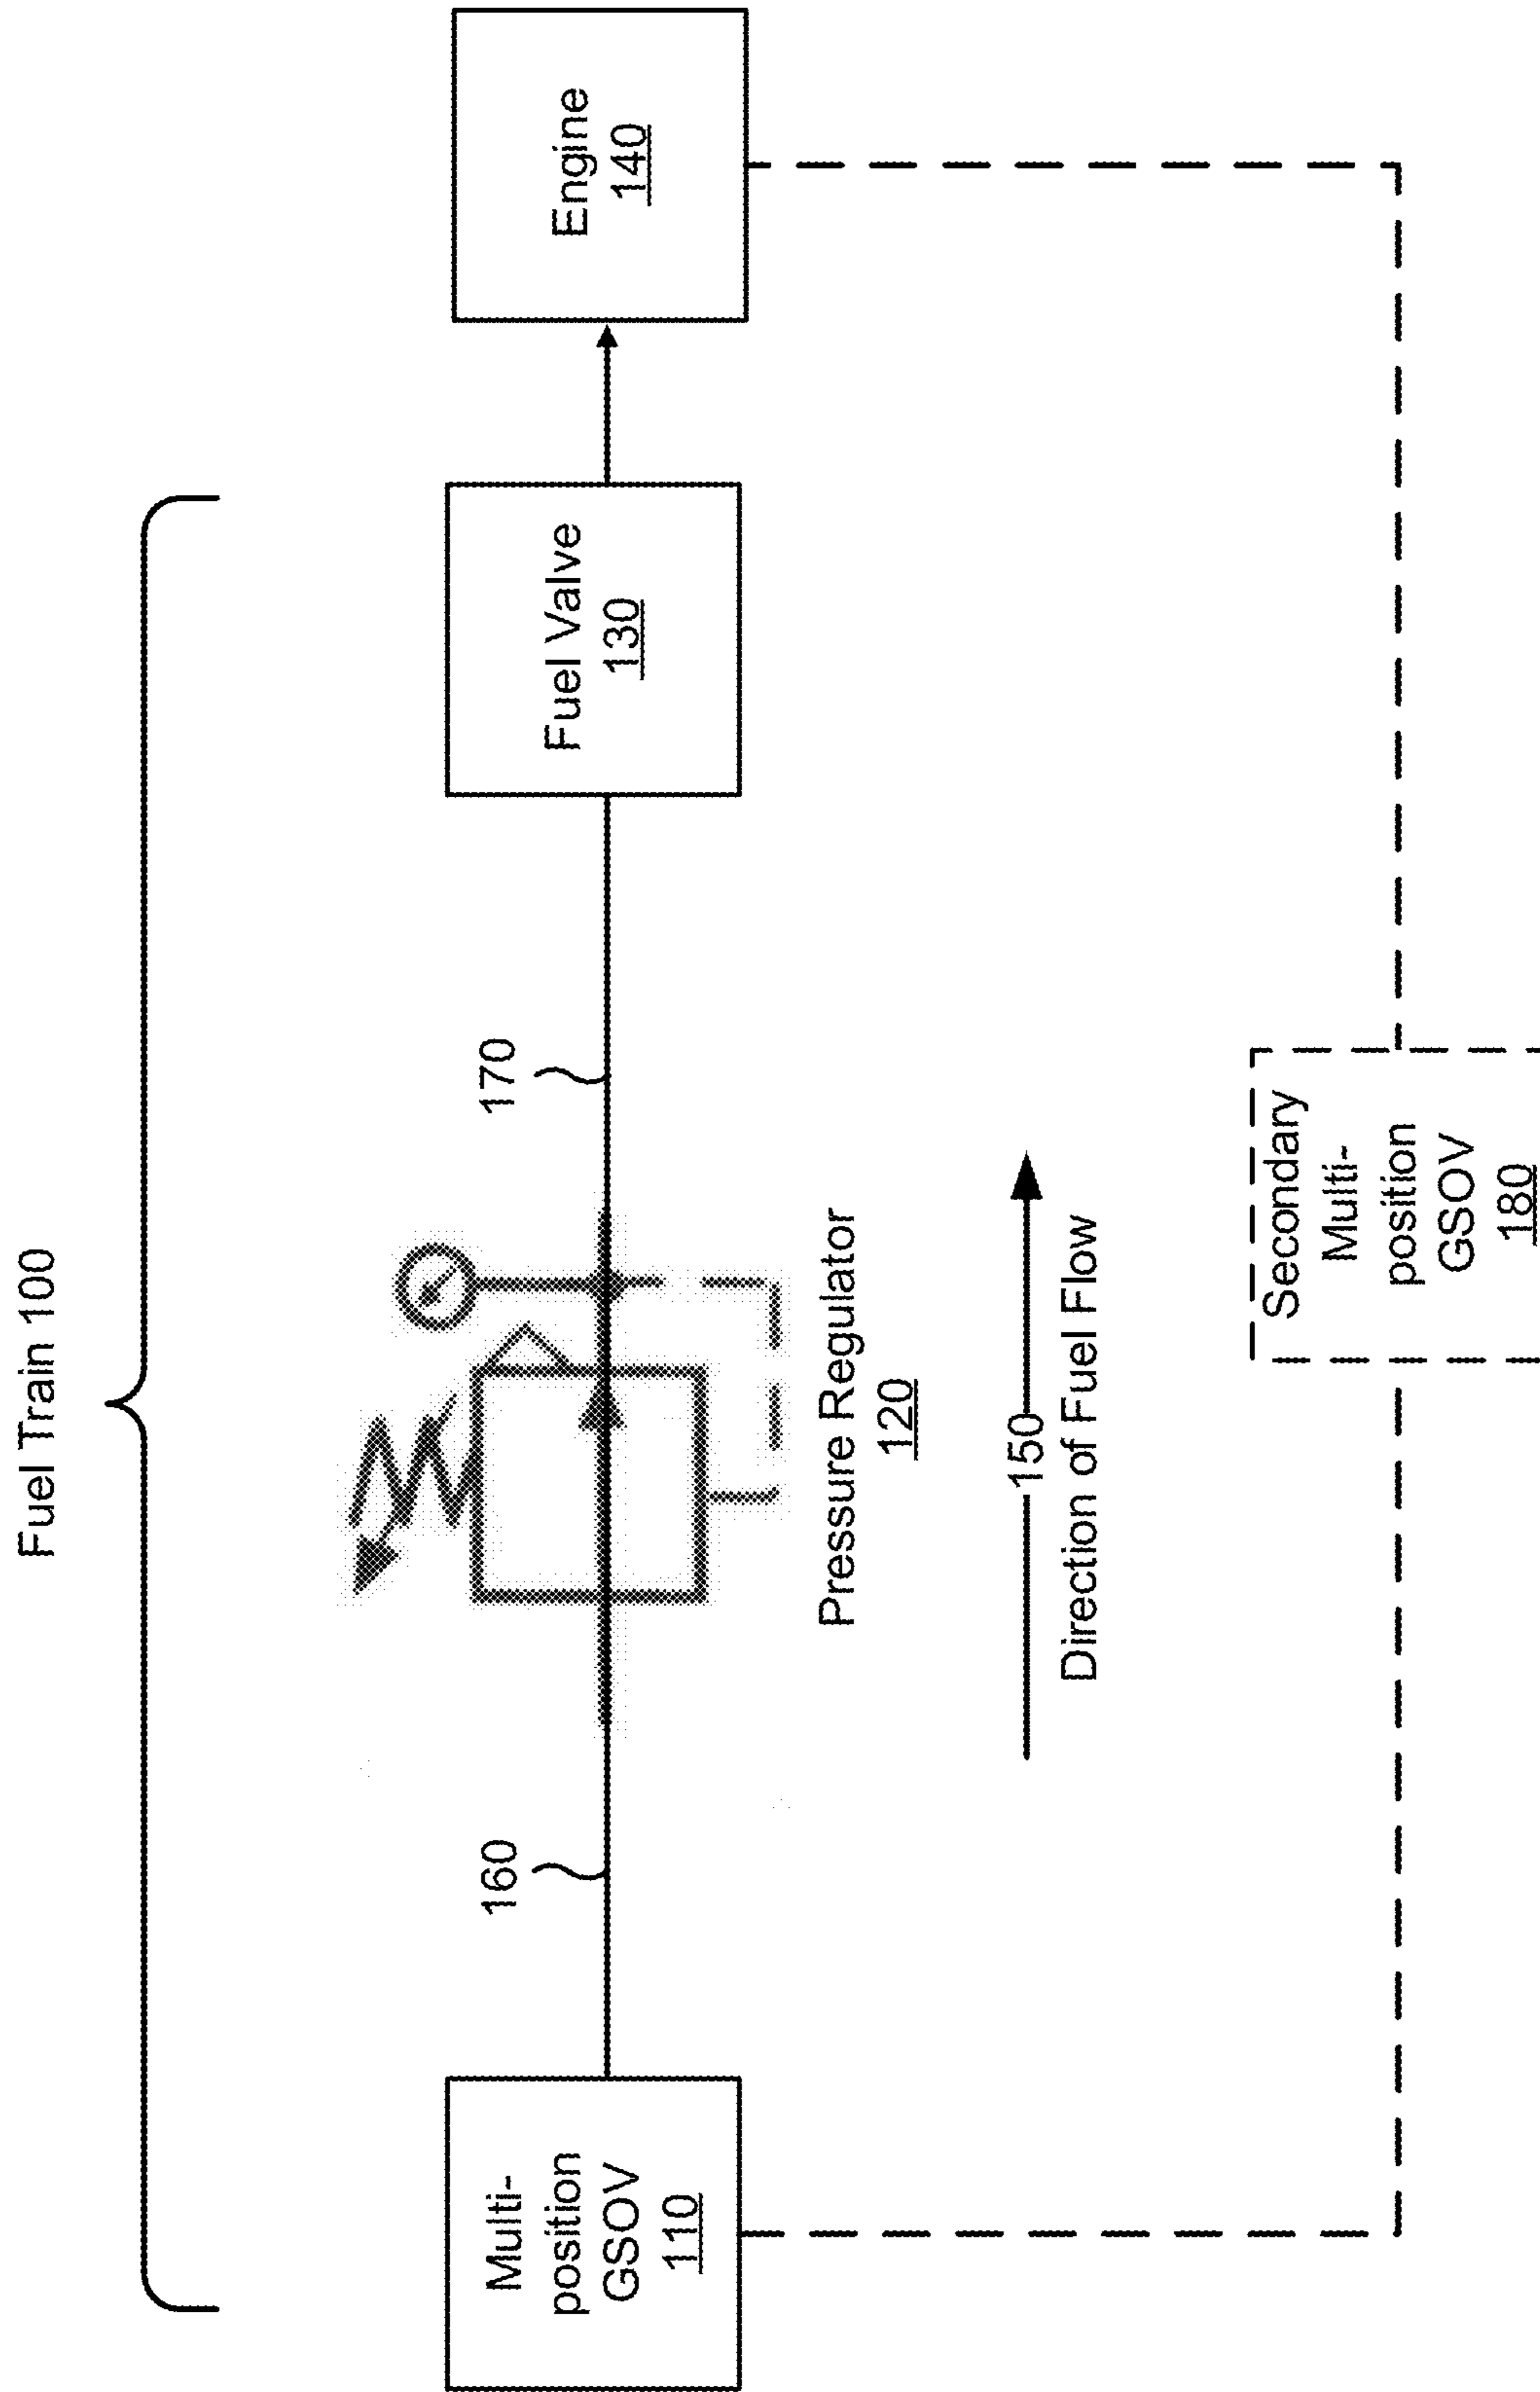 Fuel Train 100
160
170
Multi-
position
GSOV
110
Fuel Valve
130
Engine
140
Pressure Regulator
120
150
Direction of Fuel Flow
Secondary
Multi-
position
GSOV
180